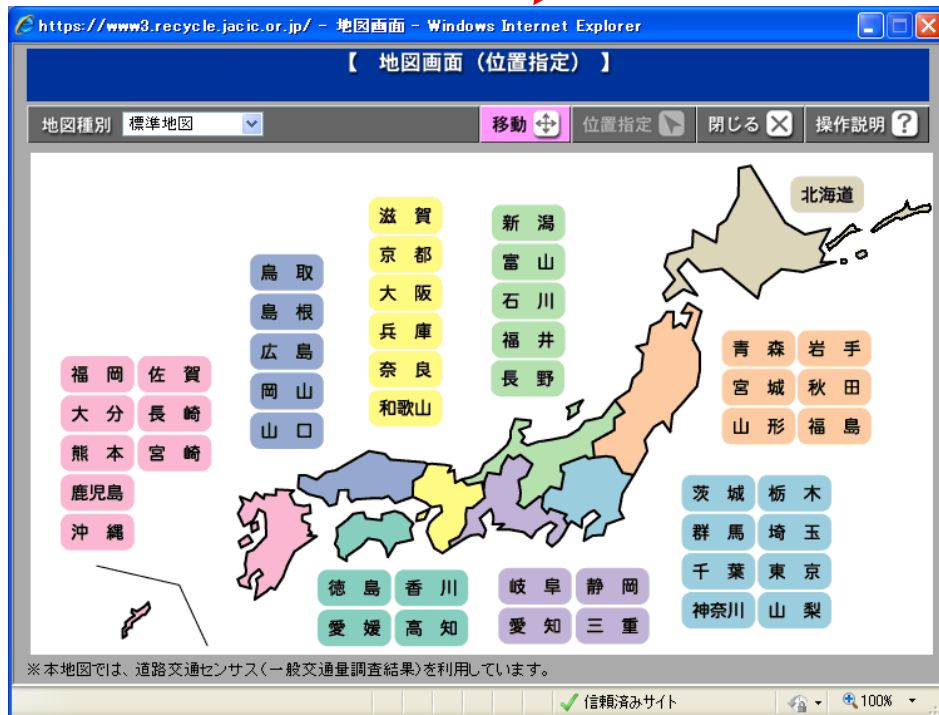 https://www3.recycle.jacic.or.jp/ - 地図画面 - Windows Internet Explorer
【 地図画面（位置指定） 】
地図種別 標準地図 移動 位置指定 閉じる 操作説明 ?
北海道
滋賀
京都
大阪
兵庫
奈良
和歌山
新潟
富山
石川
福井
長野
鳥取
島根
広島
岡山
山口
青森 岩手
宮城 秋田
山形 福島
福岡 佐賀
大分 長崎
熊本 宮崎
鹿児島
沖縄
茨城 栃木
群馬 埼玉
千葉 東京
神奈川 山梨
徳島 香川
愛媛 高知
岐阜 静岡
愛知 三重
※本地図では、道路交通センサス(一般交通量調査結果)を利用しています。
信頼済みサイト 100%